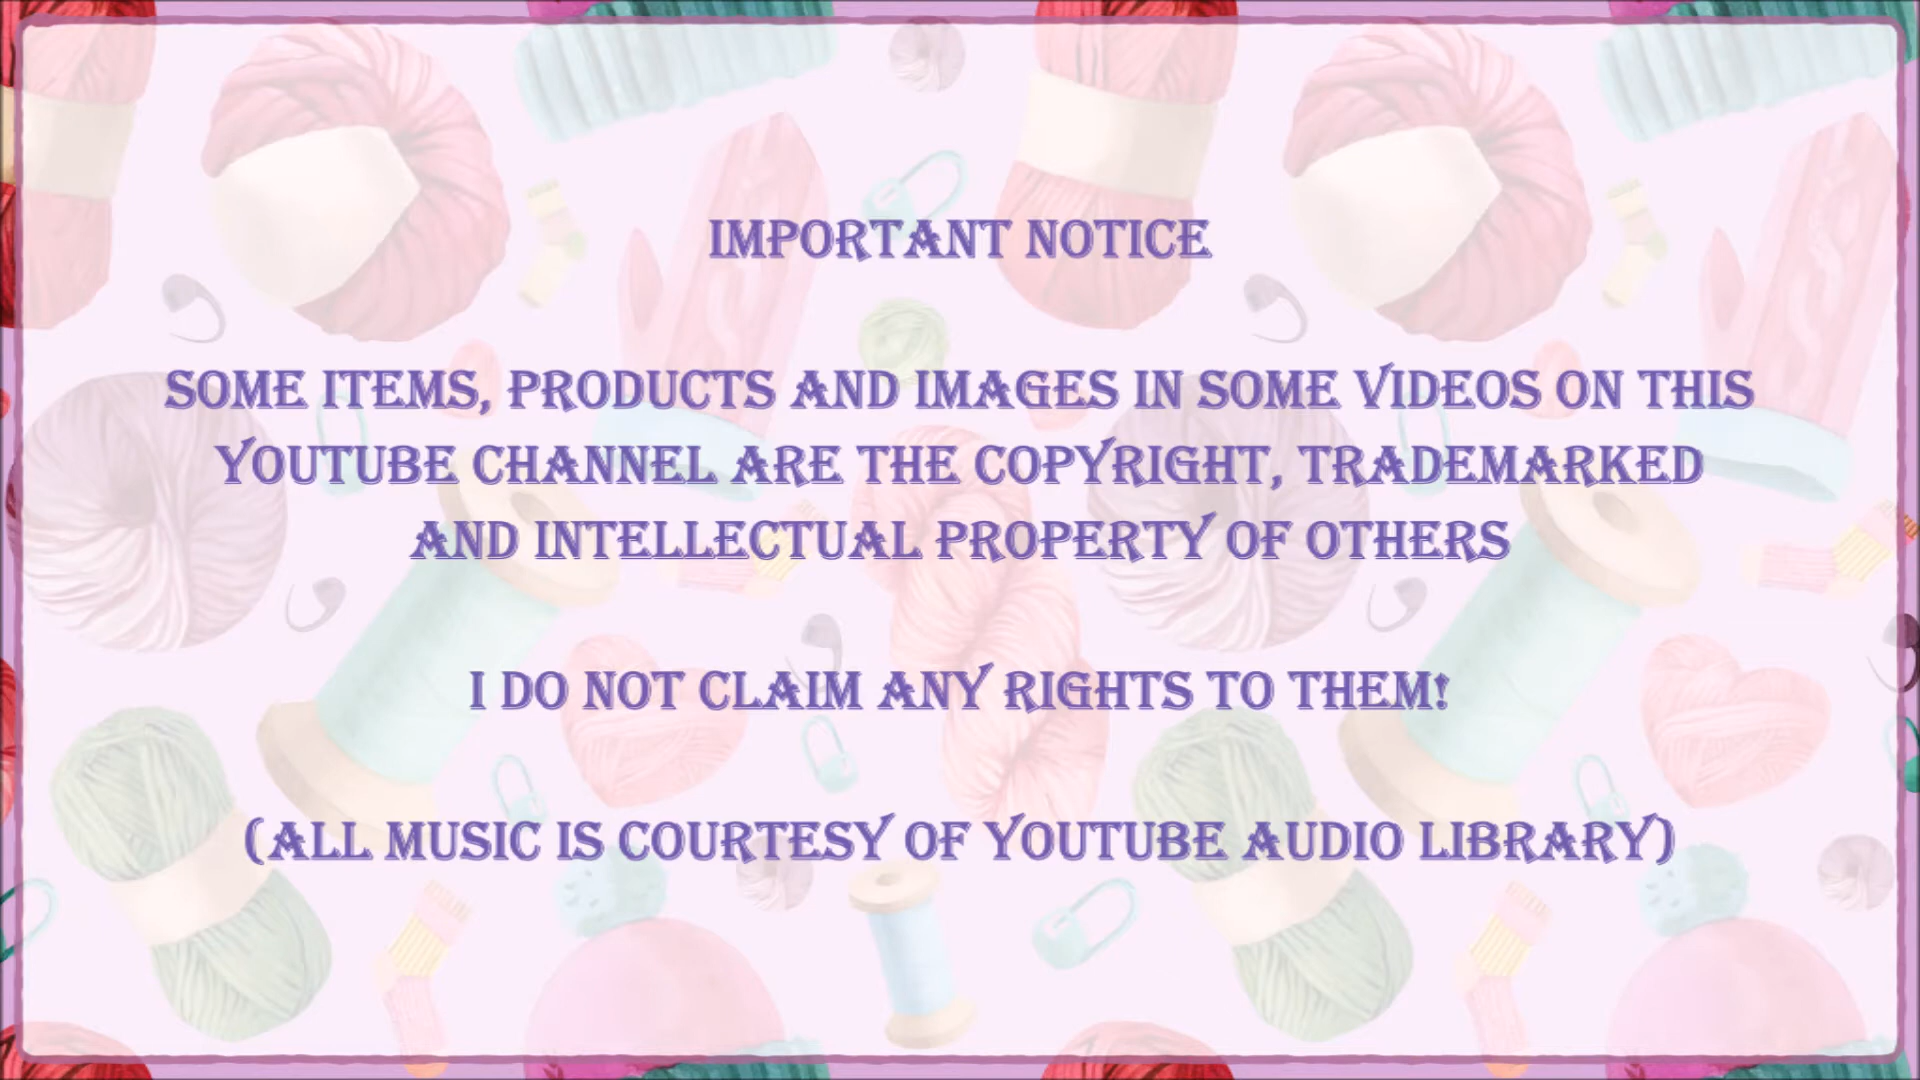 IMPORTANT NOTICE
SOME ITEMS, PRODUCTS AND IMAGES IN SOME VIDEOS ON THIS
YOUTUBE CHANNEL ARE THE COPYRIGHT, TRADEMARKED
AND INTELLECTUAL PROPERTY OF OTHERS
I DO NOT CLAIM ANY RIGHTS TO THEM!
(ALL MUSIC IS COURTESY OF YOUTUBE AUDIO LIBRARY)